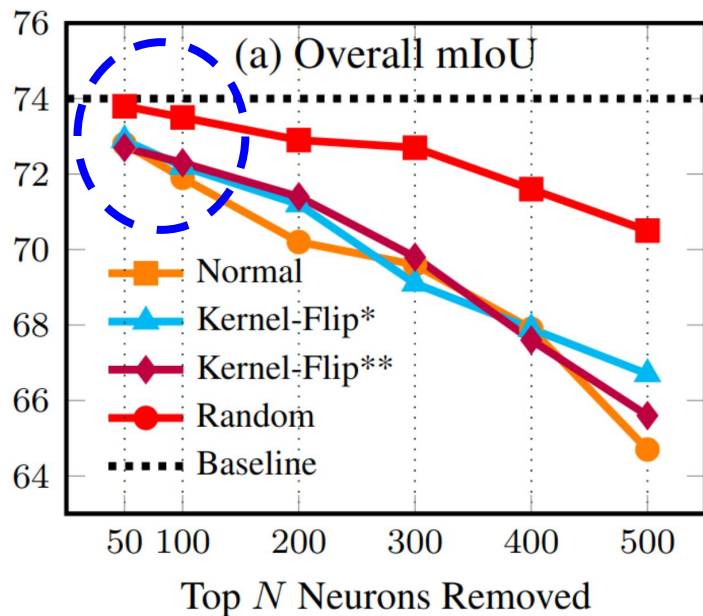 (a) Overall mIoU
76
74
72
70
68
66
64
Normal
Kernel-Flip*
Kernel-Flip**
Random
Baseline
50 100 200 300 400 500
Top N Neurons Removed